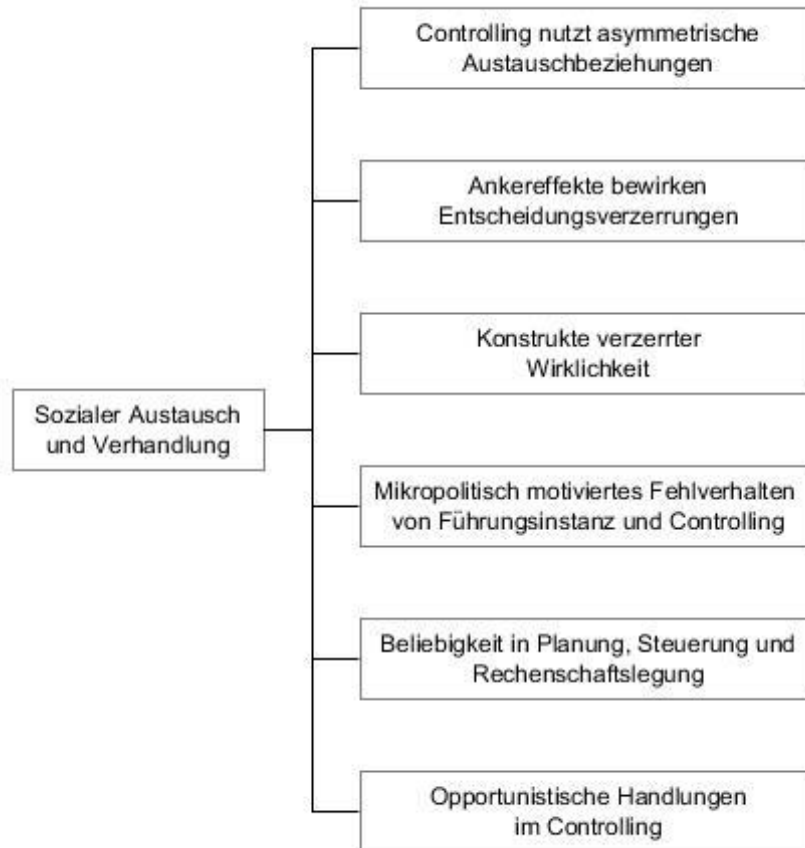 Controlling nutzt asymmetrische
Austauschbeziehungen
Ankereffekte bewirken
Entscheidungsverzerrungen
Konstrukte verzerrter
Wirklichkeit
Sozialer Austausch
und Verhandlung
Mikropolitisch motiviertes Fehlverhalten
von Führungsinstanz und Controlling
Beliebigkeit in Planung, Steuerung und
Rechenschaftslegung
Opportunistische Handlungen
im Controlling